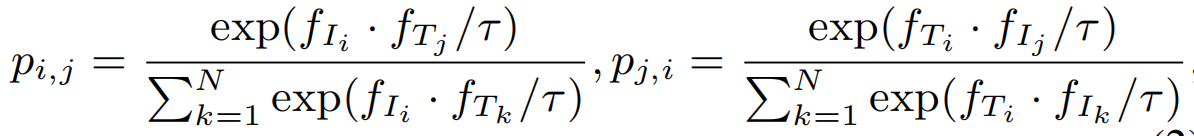 p_{i,j} = \frac{\exp(f_{I_i} \cdot f_{T_j} / \tau)}{\sum_{k=1}^{N} \exp(f_{I_i} \cdot f_{T_k} / \tau)}, p_{j,i} = \frac{\exp(f_{T_i} \cdot f_{I_j} / \tau)}{\sum_{k=1}^{N} \exp(f_{T_i} \cdot f_{I_k} / \tau)},